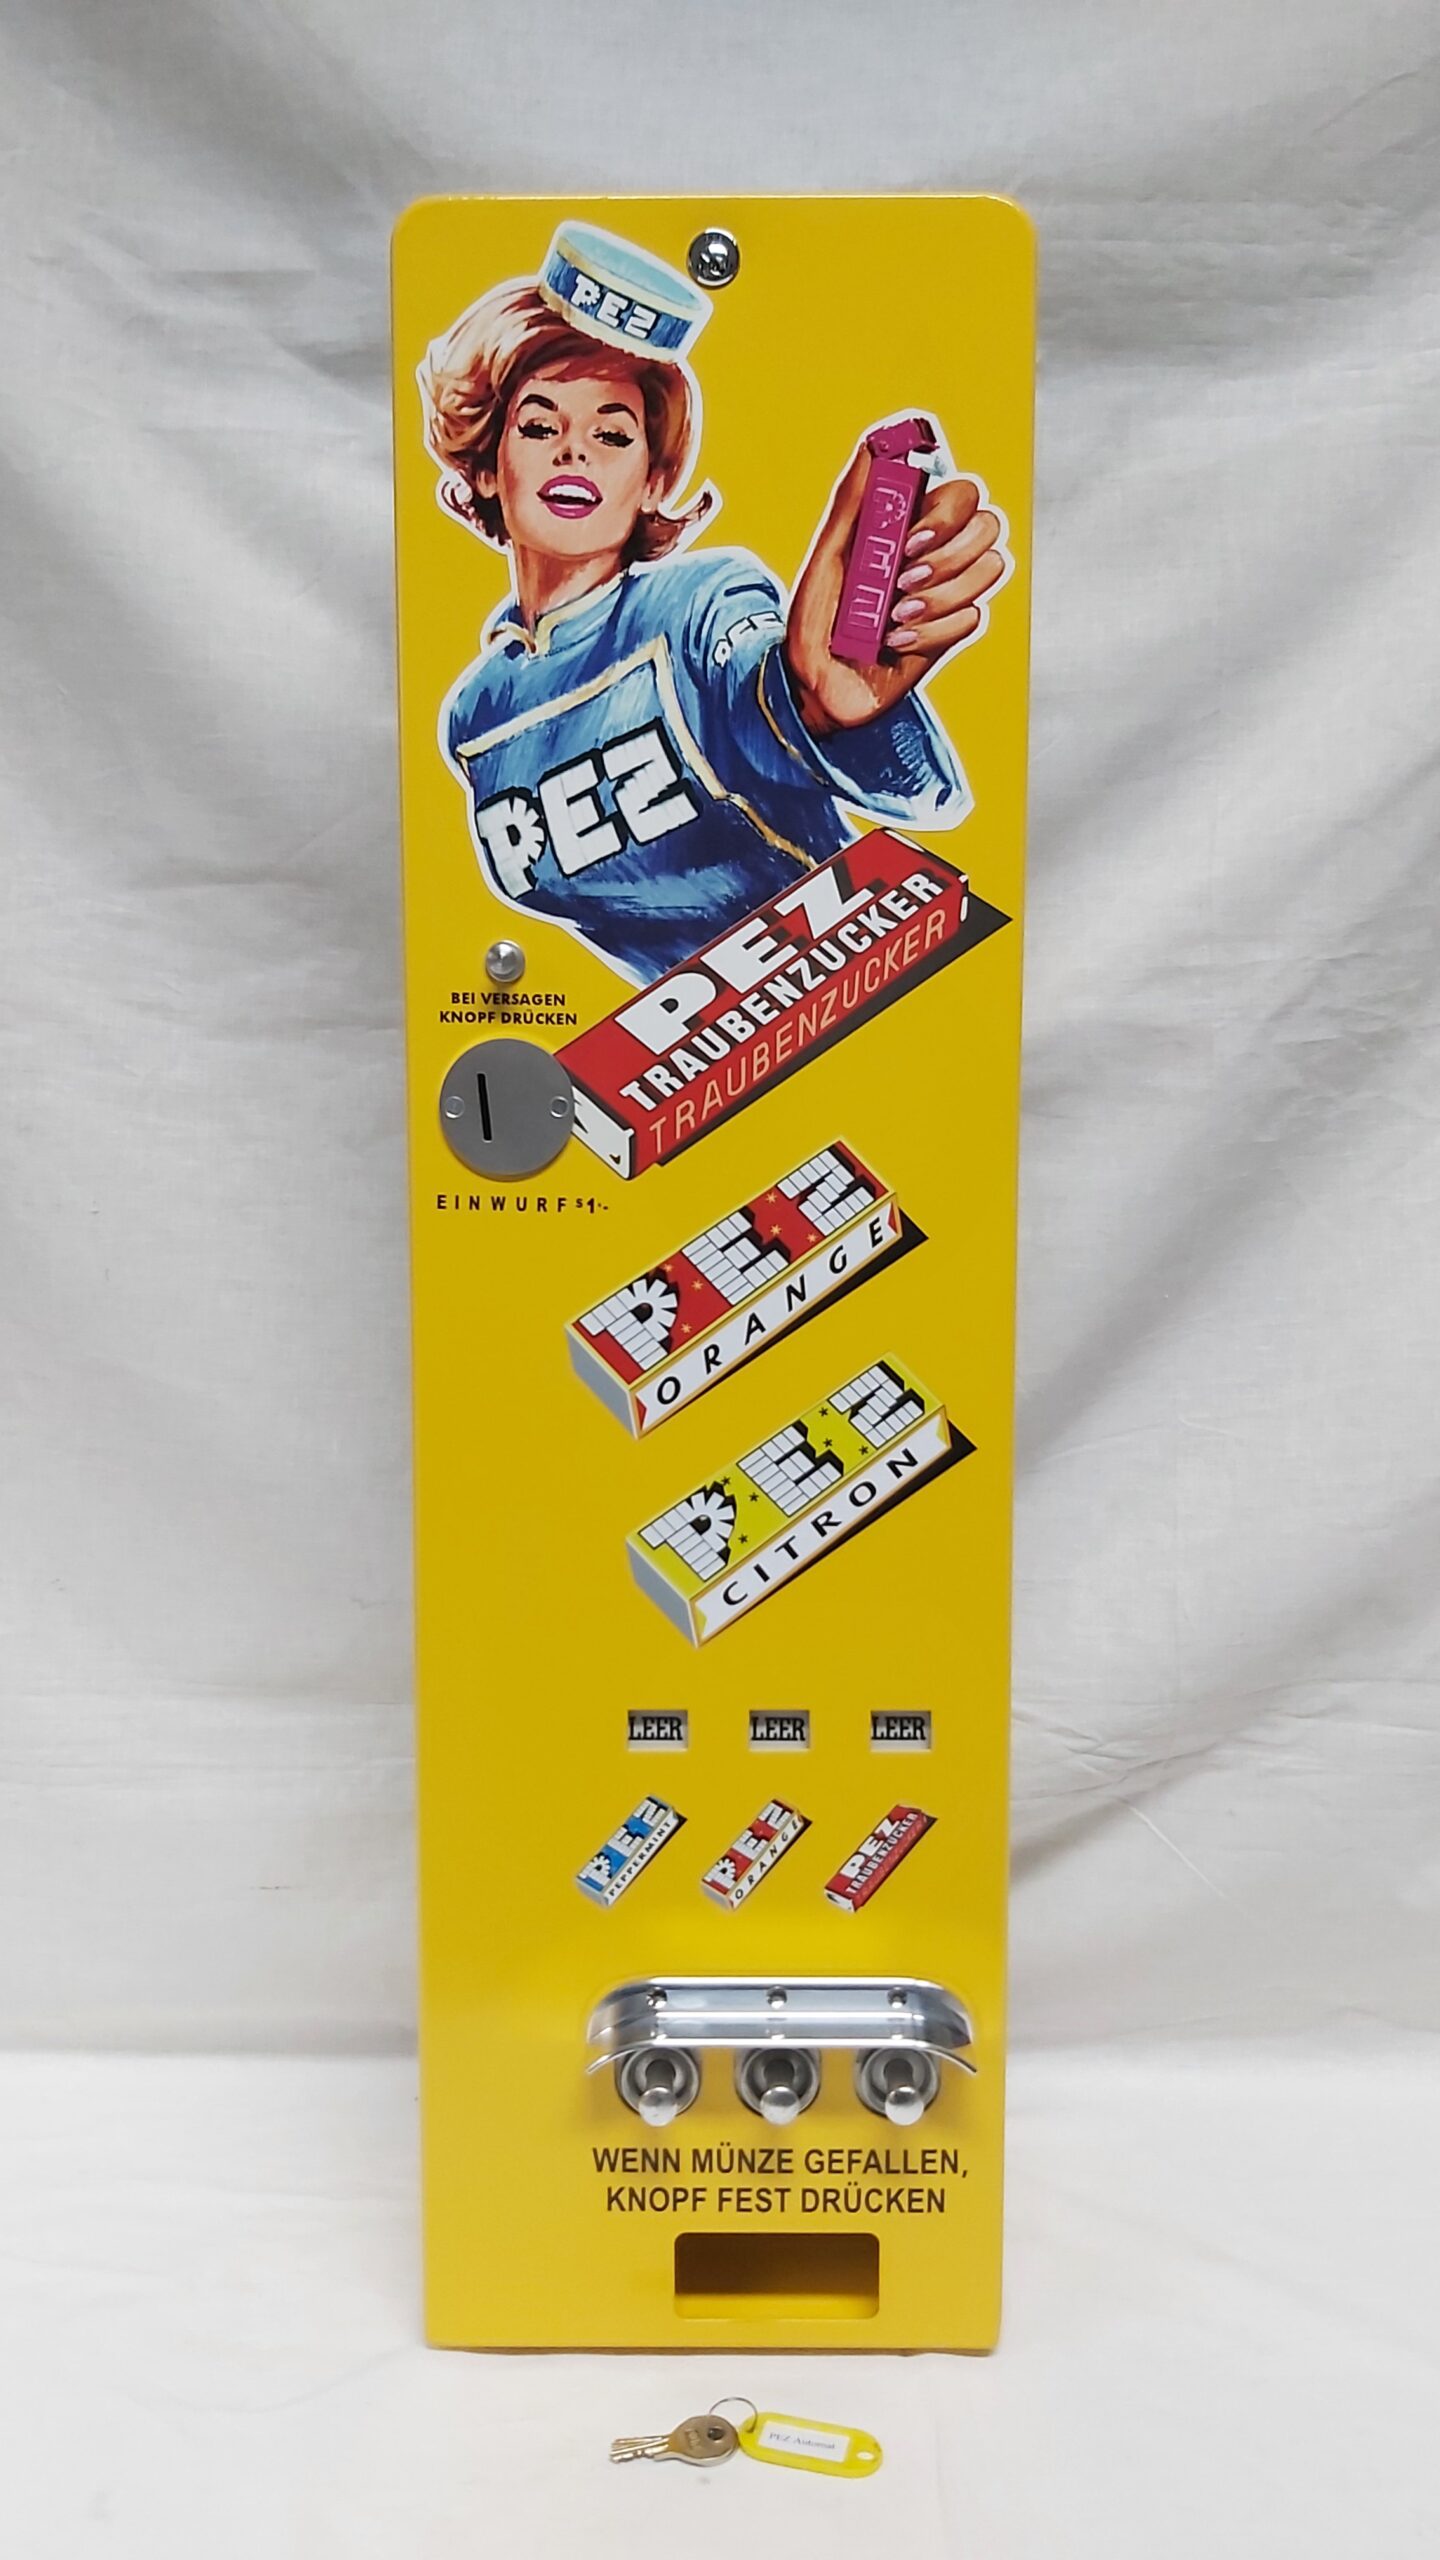 PEZ
PEZ
PEZ
PEZ
PEZ
TRAUBENZUCKER
TRAUBENZUCKER
BEI VERSAGEN
KNOPF DRÜCKEN
EINWURF S 1.-
PEZ
ORANGE
PEZ
CITRON
LEER LEER LEER
PEZ PEZ PEZ
PEPPERMINT ORANGE TRAUBENZUCKER
WENN MÜNZE GEFALLEN,
KNOPF FEST DRÜCKEN
PEZ Automat